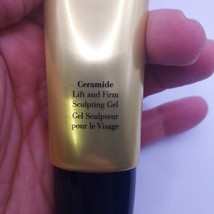 Ceramide
Lift and Firm
Sculpting Gel
Gel Sculpteur
pour le Visage